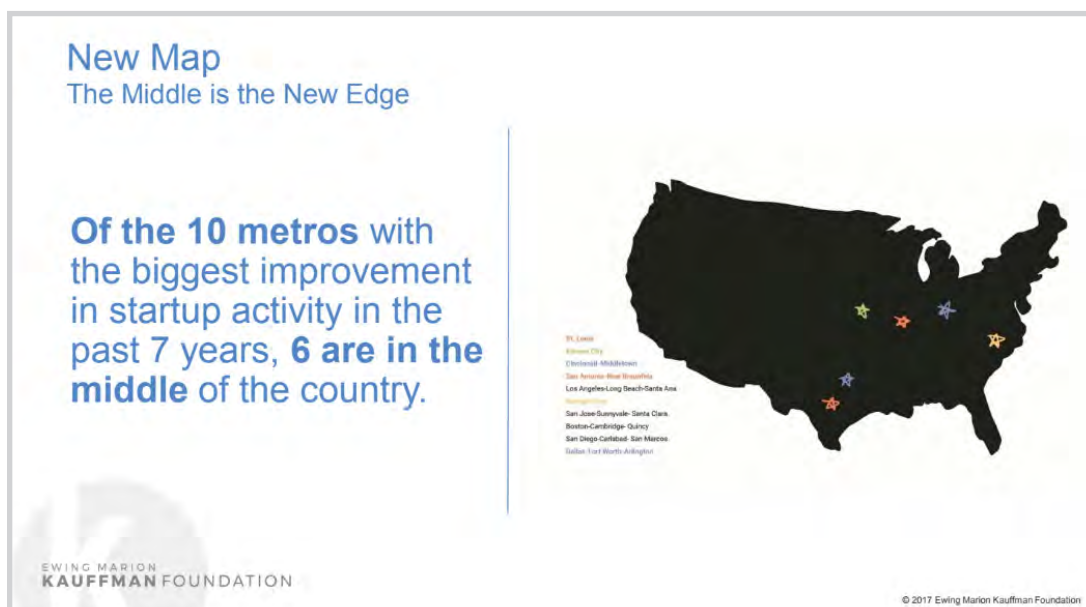 New Map
The Middle is the New Edge
Of the 10 metros with
the biggest improvement
in startup activity in the
past 7 years, 6 are in the
middle of the country.
St. Louis
Kansas City
Cincinnati-Middletown
San Antonio-New Braunfels
Los Angeles-Long Beach-Santa Ana
San Jose-Sunnyvale- Santa Clara
Boston-Cambridge- Quincy
San Diego-Carlsbad- San Marcos
Dallas-Fort Worth-Arlington
EWING MARION
KAUFFMAN FOUNDATION
© 2017 Ewing Marion Kauffman Foundation